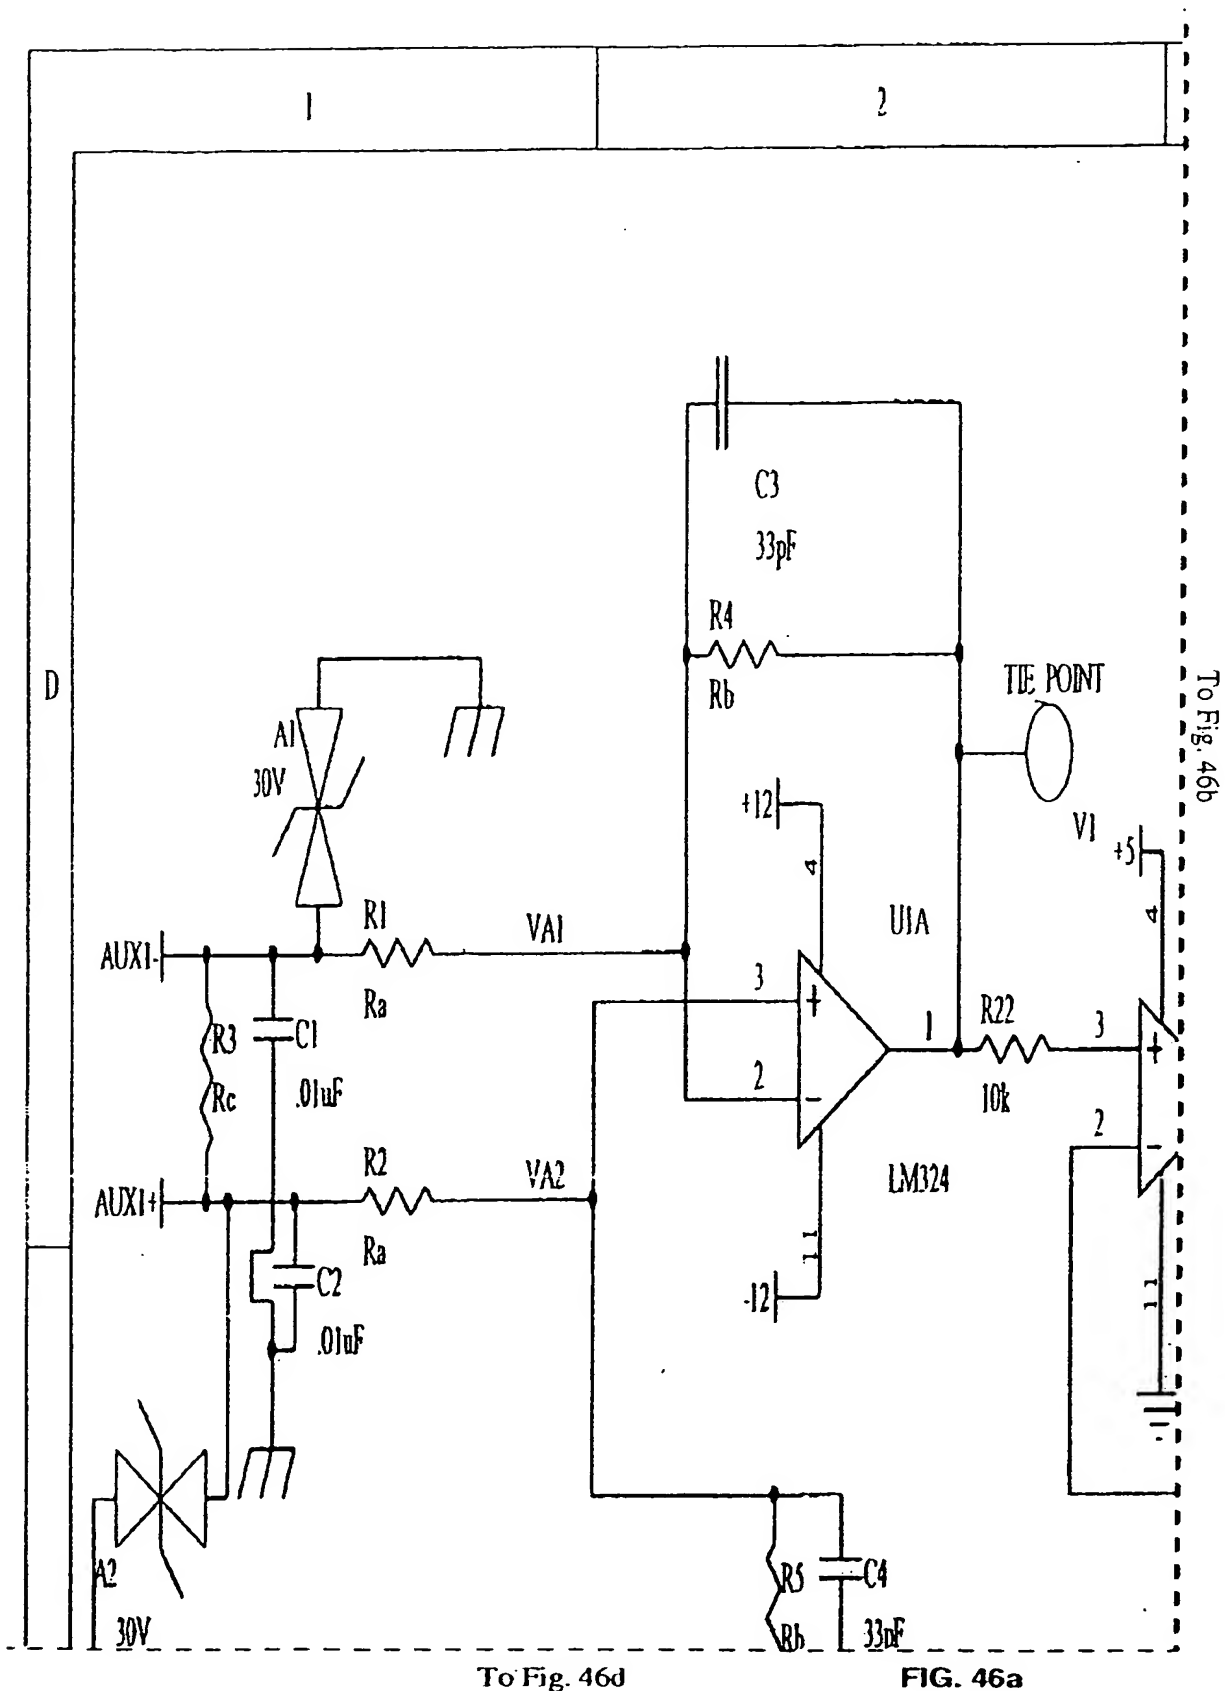 1
2
C3
33pF
R4
Rb
TIE POINT
D
To Fig. 46b
A1
30V
+12
4
V1
+5
4
R1
VA1
U1A
AUX1-
Ra
3
R3
C1
1
R22
3
Rc
.01uF
2
10k
2
R2
VA2
LM324
AUX1+
Ra
11
C2
-12
11
.01uF
A2
R5
C4
30V
Rb
33pF
To Fig. 46d
FIG. 46a